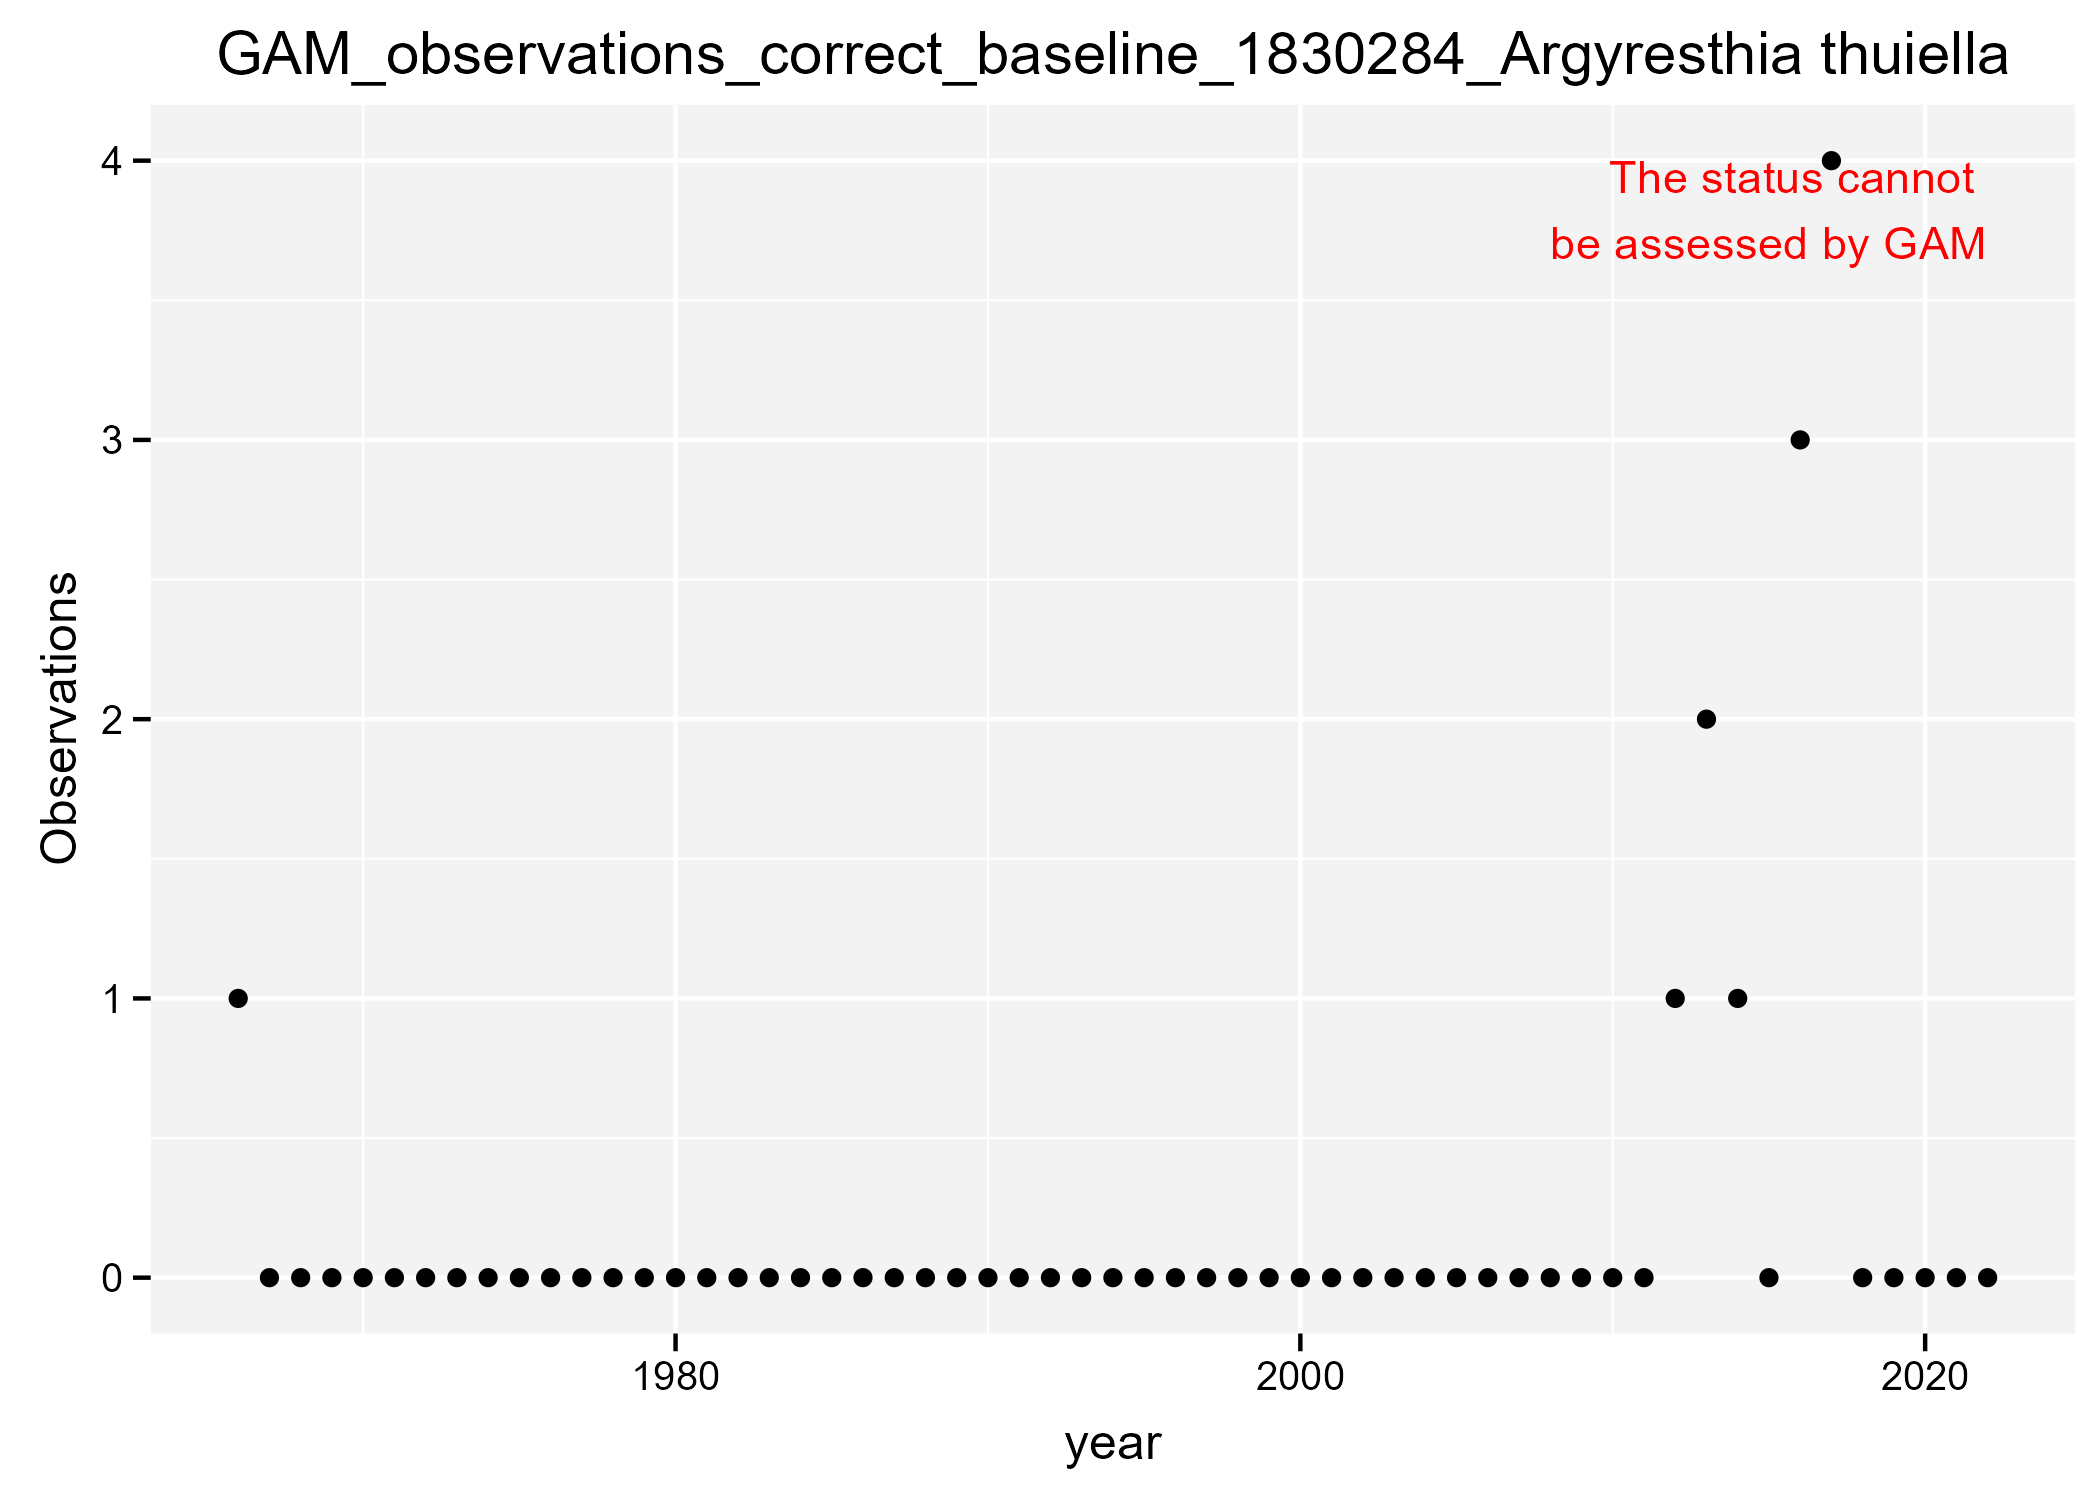 GAM_observations_correct_baseline_1830284_Argyresthia thuiella
4
The status cannot
be assessed by GAM
3
2
1
0
Observations
1980
2000
2020
year